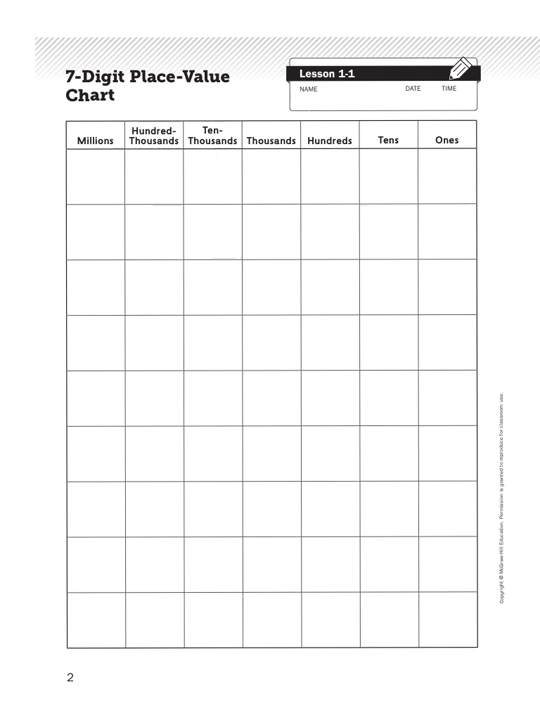 7-Digit Place-Value
Chart
Lesson 1-1
NAME DATE TIME
Millions Hundred-Thousands Ten-Thousands Thousands Hundreds Tens Ones
Copyright © McGraw-Hill Education. Permission is granted to reproduce for classroom use.
2